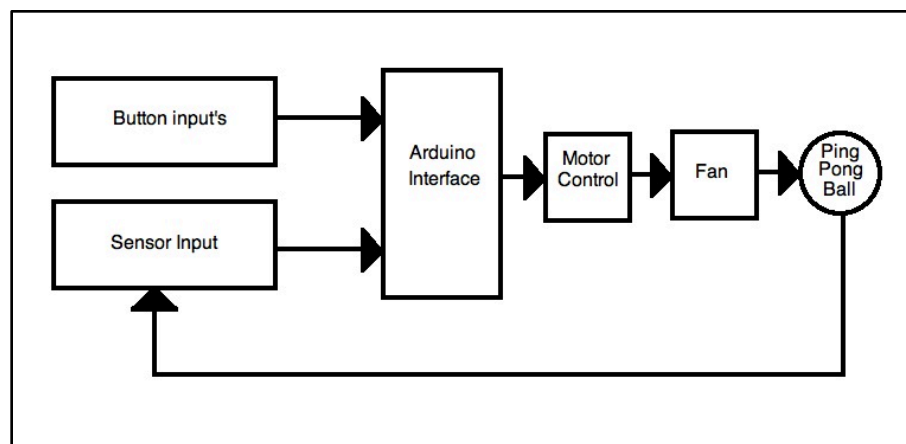 Button input's
Sensor Input
Arduino
Interface
Motor
Control
Fan
Ping
Pong
Ball